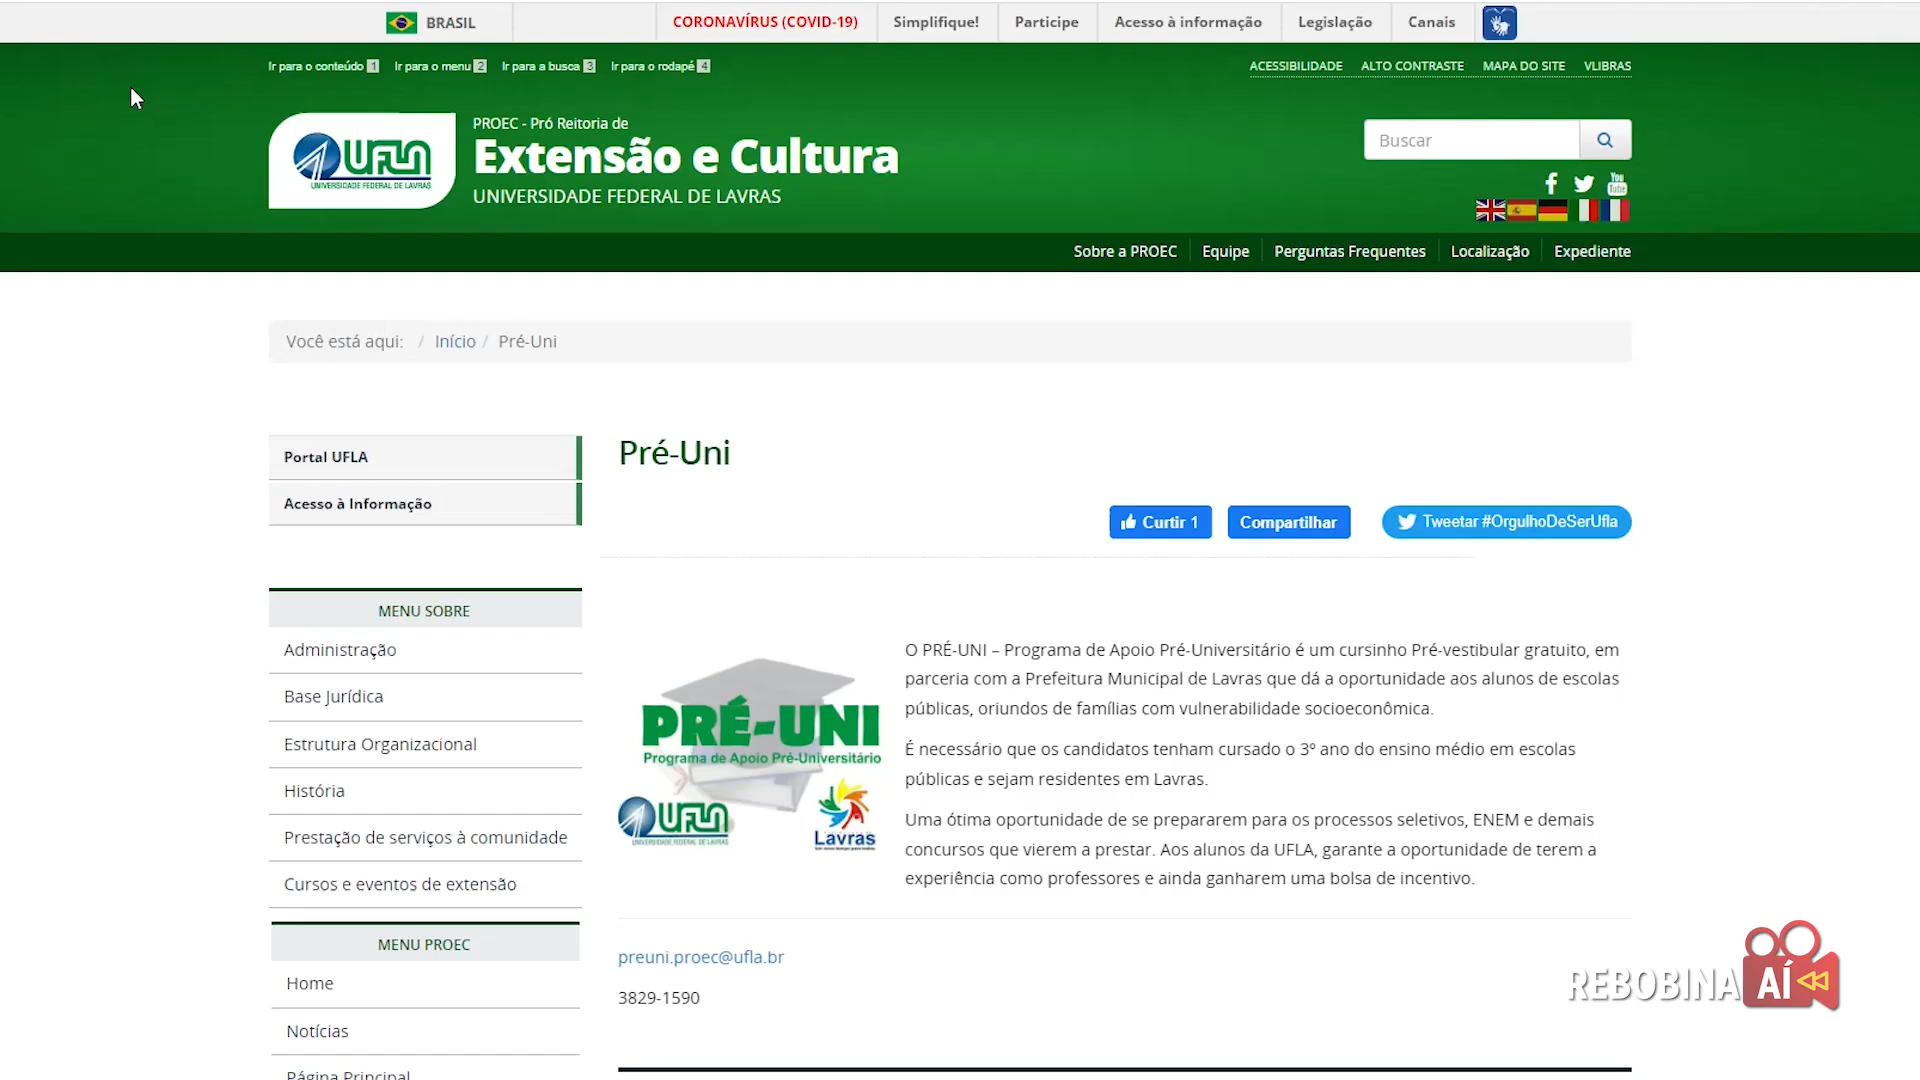 BRASIL
CORONAVÍRUS (COVID-19)
Simplifique!
Participe
Acesso à informação
Legislação
Canais
Ir para o conteúdo 1
Ir para o menu 2
Ir para a busca 3
Ir para o rodapé 4
ACESSIBILIDADE
ALTO CONTRASTE
MAPA DO SITE
VLIBRAS
UFLA
UNIVERSIDADE FEDERAL DE LAVRAS
PROEC - Pró Reitoria de
Extensão e Cultura
UNIVERSIDADE FEDERAL DE LAVRAS
Buscar
You
Tube
Sobre a PROEC
Equipe
Perguntas Frequentes
Localização
Expediente
Você está aqui: / Início / Pré-Uni
Portal UFLA
Acesso à Informação
MENU SOBRE
Administração
Base Jurídica
Estrutura Organizacional
História
Prestação de serviços à comunidade
Cursos e eventos de extensão
MENU PROEC
Home
Notícias
Página Principal
Pré-Uni
Curtir 1
Compartilhar
Tweetar #OrgulhoDeSerUfla
PRÉ-UNI
Programa de Apoio Pré-Universitário
UFLA
UNIVERSIDADE FEDERAL DE LAVRAS
Lavras
O PRÉ-UNI – Programa de Apoio Pré-Universitário é um cursinho Pré-vestibular gratuito, em
parceria com a Prefeitura Municipal de Lavras que dá a oportunidade aos alunos de escolas
públicas, oriundos de famílias com vulnerabilidade socioeconômica.
É necessário que os candidatos tenham cursado o 3º ano do ensino médio em escolas
públicas e sejam residentes em Lavras.
Uma ótima oportunidade de se prepararem para os processos seletivos, ENEM e demais
concursos que vierem a prestar. Aos alunos da UFLA, garante a oportunidade de terem a
experiência como professores e ainda ganharem uma bolsa de incentivo.
preuni.proec@ufla.br
3829-1590
REBOBINA AÍ